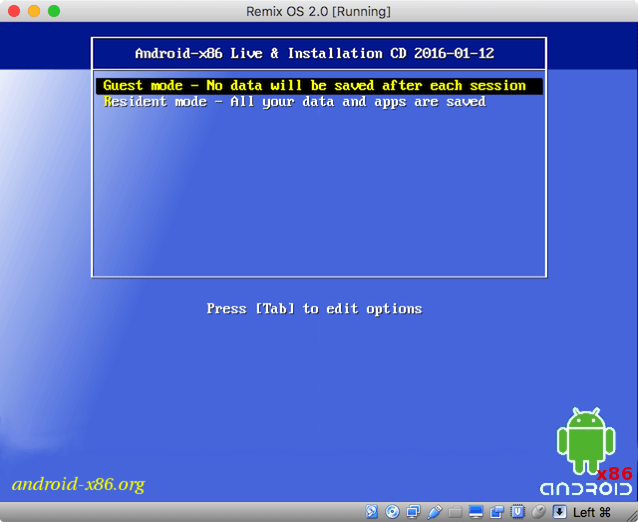 Remix OS 2.0 [Running]
Android-x86 Live & Installation CD 2016-01-12
Guest mode - No data will be saved after each session
Resident mode - All your data and apps are saved
Press [Tab] to edit options
x86
android-x86.org
ANDROID
Left ⌘